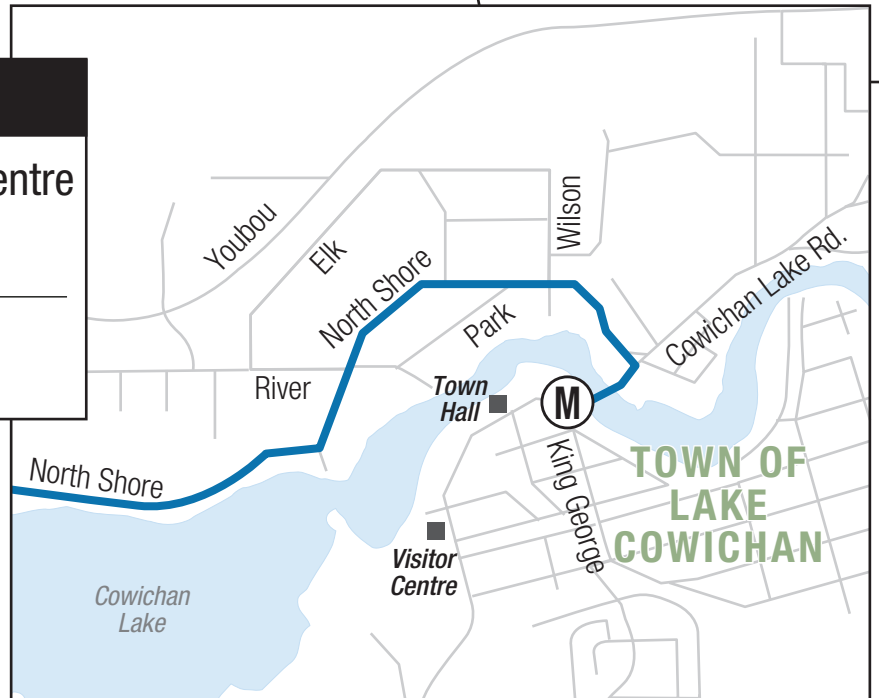 entre
Youbou
Elk
North Shore
Wilson
Park
Cowichan Lake Rd.
River
Town
Hall
M
King George
TOWN OF
LAKE
COWICHAN
North Shore
Visitor
Centre
Cowichan
Lake